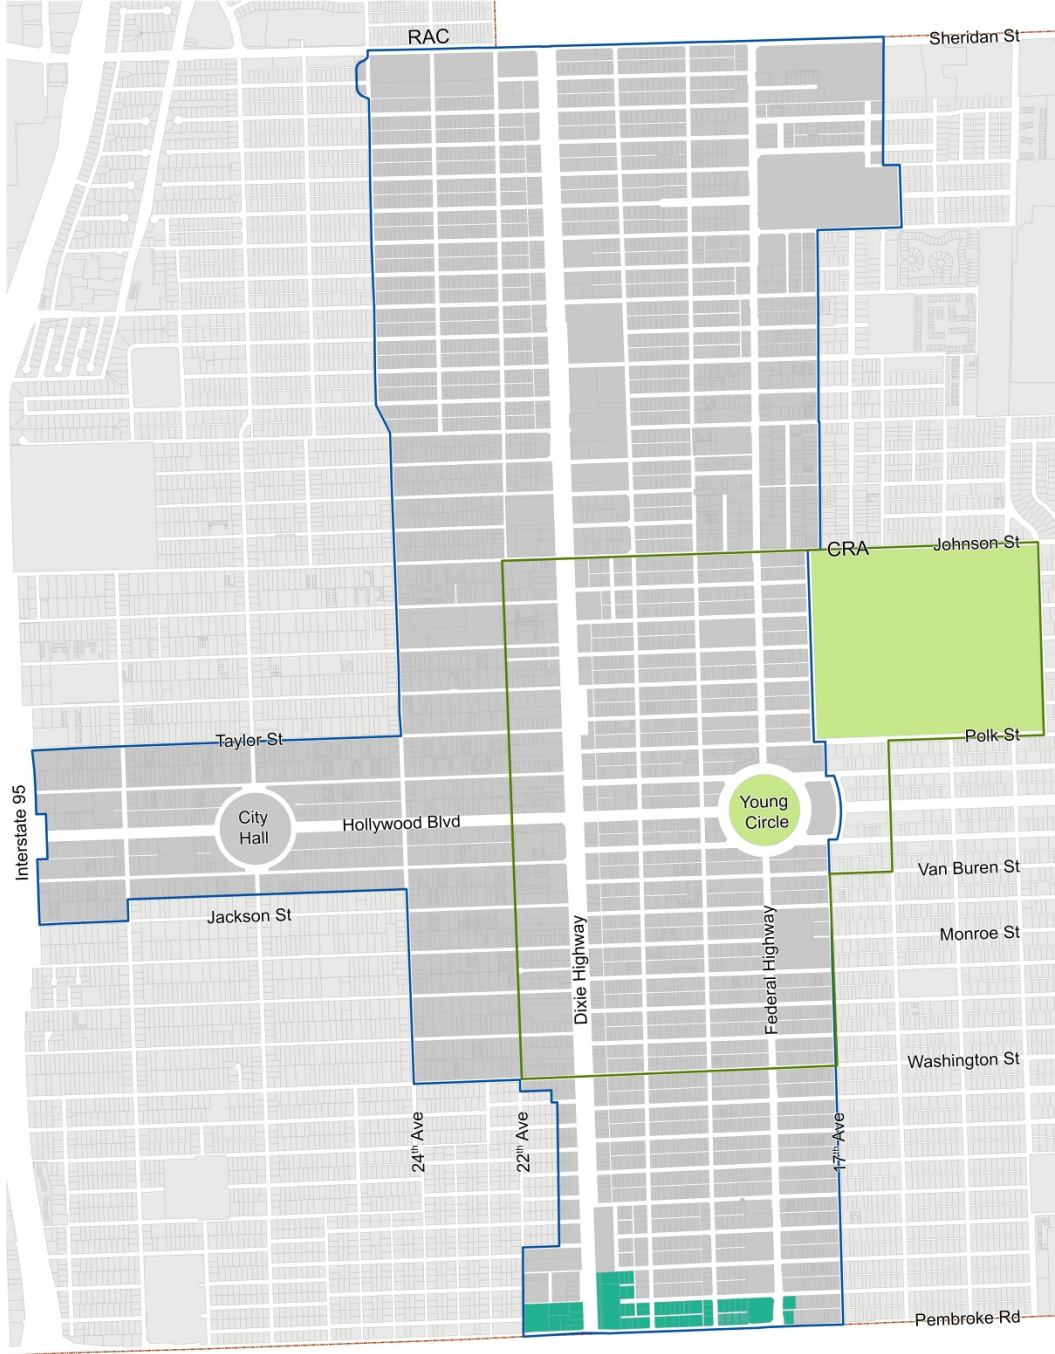 RAC
Sheridan St
CRA
Johnson St
Taylor St
Polk St
Interstate 95
City
Hall
Hollywood Blvd
Young
Circle
Van Buren St
Jackson St
Dixie Highway
Federal Highway
Monroe St
Washington St
24th Ave
22th Ave
17th Ave
Pembroke Rd